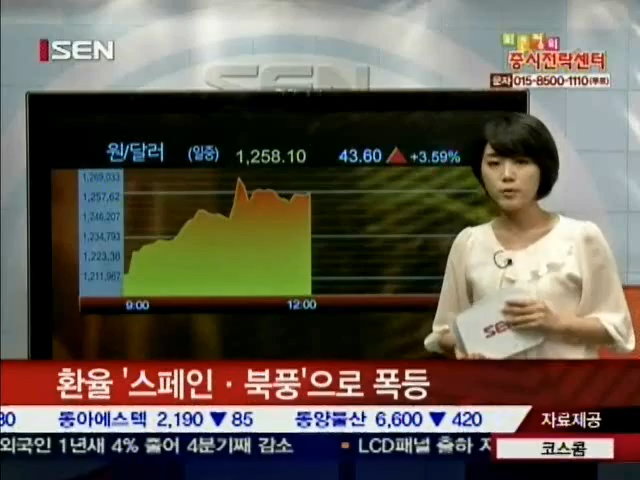 SEN
증시전략센터
문자 015-8500-1110(무료)
SEN
원/달러 (일중) 1,258.10 43.60 ▲ +3.59%
1,269,033
1,257,62
1,246,207
1,234,793
1,223,38
1,211,967
9:00 12:00
SEN
환율 '스페인 · 북풍'으로 폭등
30 동아에스텍 2,190 ▼ 85 동양물산 6,600 ▼ 420 자료제공
외국인 1년새 4% 줄어 4분기째 감소 LCD패널 출하 코스콤